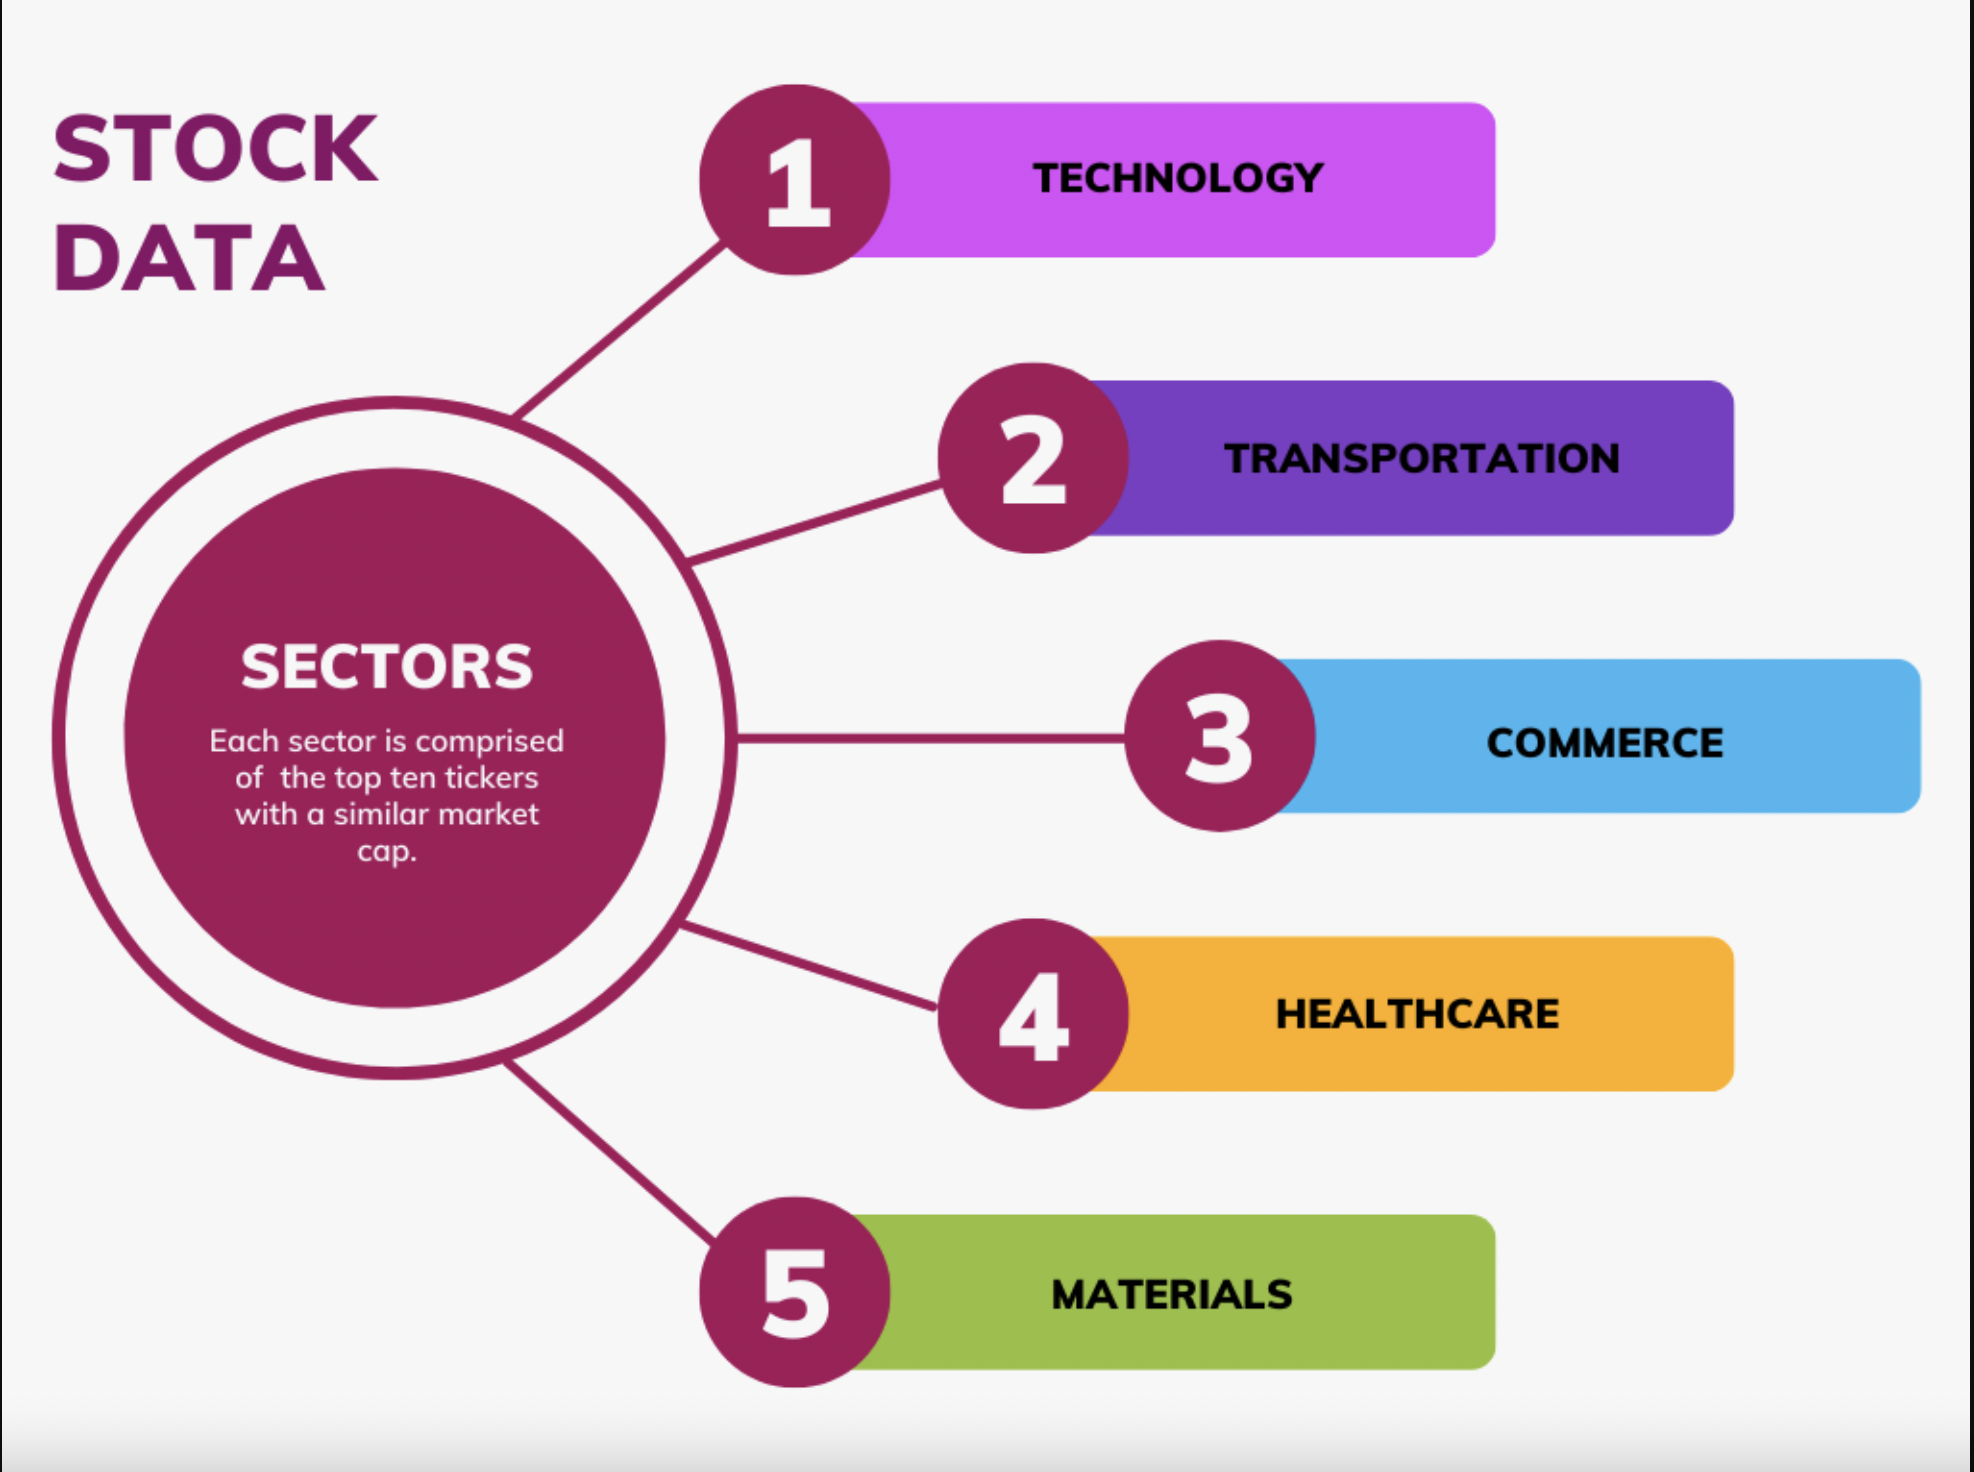 STOCK
DATA
1
TECHNOLOGY
2
TRANSPORTATION
SECTORS
Each sector is comprised
of  the top ten tickers
with a similar market
cap.
3
COMMERCE
4
HEALTHCARE
5
MATERIALS